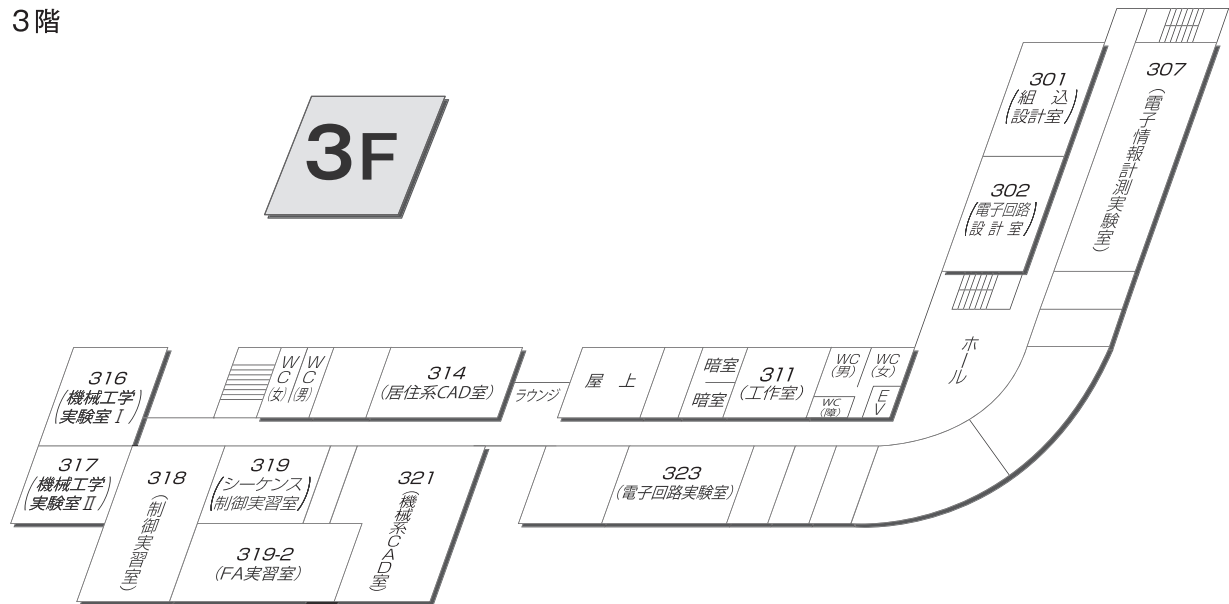 3階
3F
301
(組　込
設計室)
302
(電子回路
設計室)
307
(電子情報計測実験室)
ホール
316
(機械工学
実験室Ⅰ)
WC(女)
WC(男)
314
(居住系CAD室)
ラウンジ
屋　上
暗室
暗室
311
(工作室)
WC
(男)
WC
(女)
WC
(障)
EV
317
(機械工学
実験室Ⅱ)
318
(制御実習室)
319
(シーケンス
制御実習室)
319-2
(FA実習室)
321
(機械系CAD室)
323
(電子回路実験室)